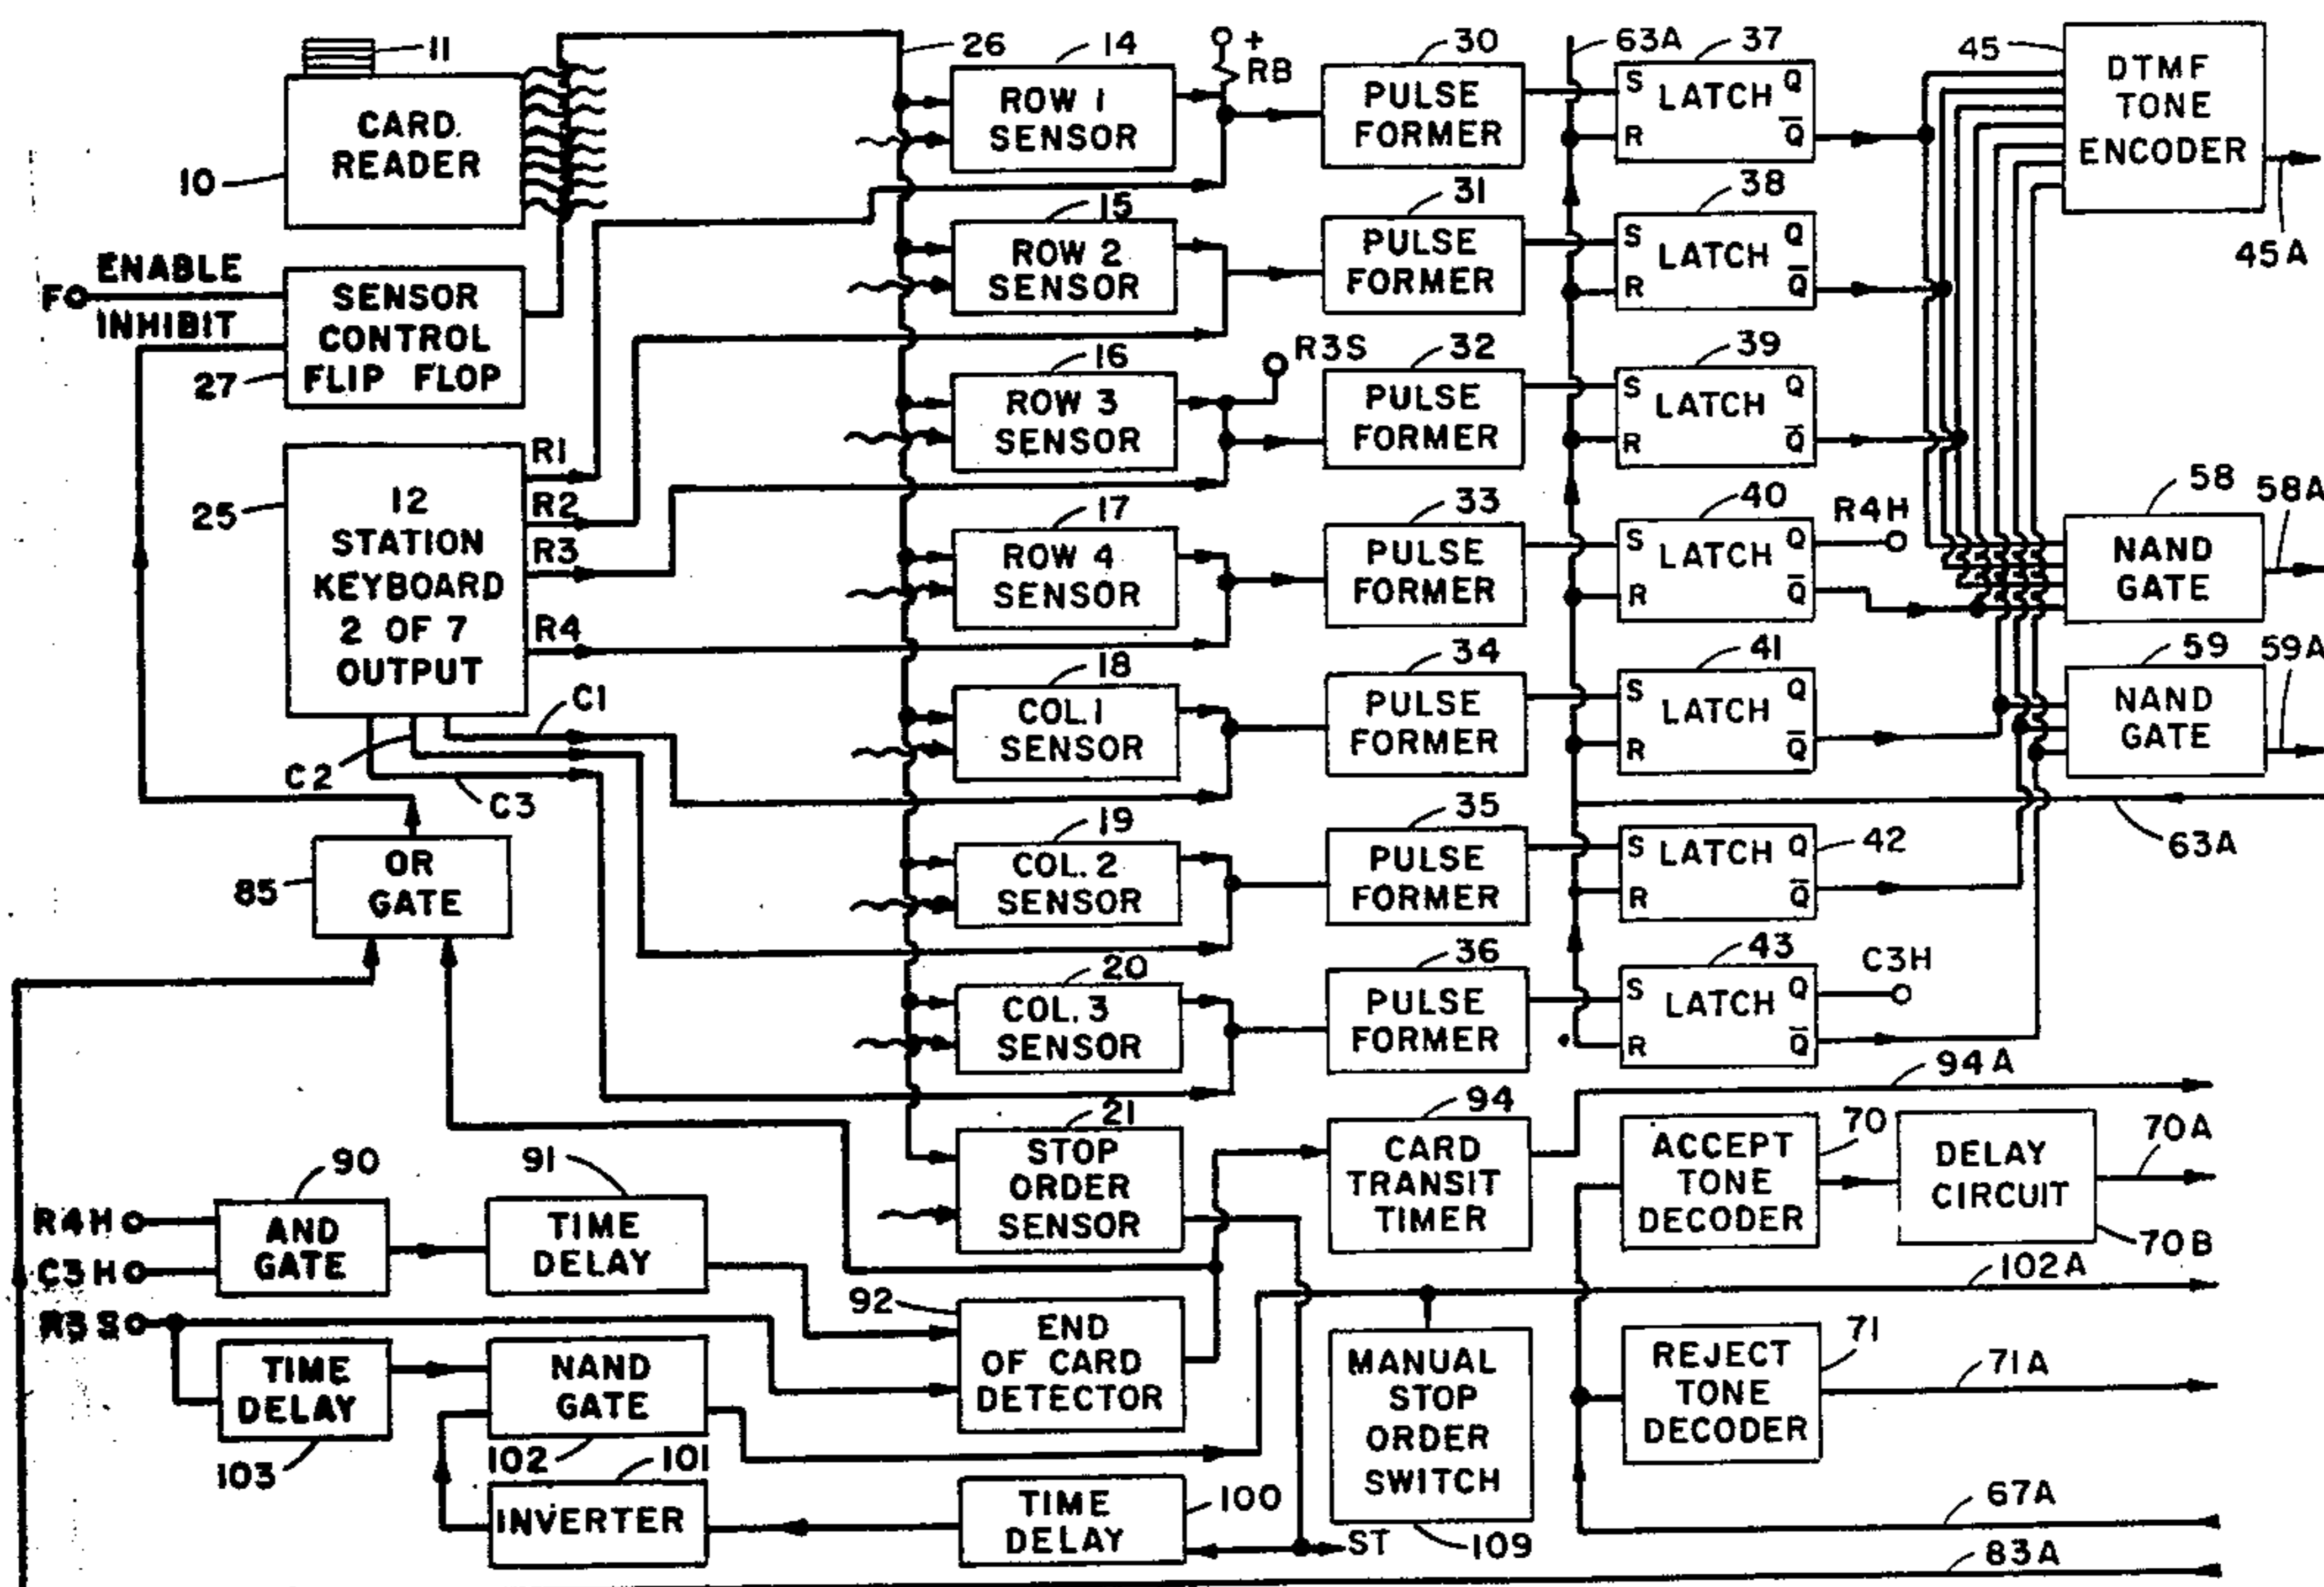 11
CARD.
READER
10
F
ENABLE
INHIBIT
SENSOR
CONTROL
FLIP FLOP
27
12
STATION
KEYBOARD
2 OF 7
OUTPUT
25
R1
R2
R3
R4
C1
C2
C3
OR
GATE
85
26
14
ROW 1
SENSOR
15
ROW 2
SENSOR
16
ROW 3
SENSOR
17
ROW 4
SENSOR
18
COL. 1
SENSOR
19
COL. 2
SENSOR
20
COL. 3
SENSOR
21
STOP
ORDER
SENSOR
+
R8
R3S
30
PULSE
FORMER
31
PULSE
FORMER
32
PULSE
FORMER
33
PULSE
FORMER
34
PULSE
FORMER
35
PULSE
FORMER
36
PULSE
FORMER
63A
37
S LATCH Q
R Q̅
38
S LATCH Q
R Q̅
39
S LATCH Q
R Q̅
40
S LATCH Q
R Q̅
R4H
41
S LATCH Q
R Q̅
S LATCH Q
R Q̅
42
43
S LATCH Q
R Q̅
C3H
45
DTMF
TONE
ENCODER
45A
58
NAND
GATE
58A
59
NAND
GATE
59A
63A
94A
R4H
C3H
R3S
90
AND
GATE
91
TIME
DELAY
92
END
OF CARD
DETECTOR
TIME
DELAY
103
NAND
GATE
102
101
INVERTER
TIME
DELAY
100
ST
94
CARD
TRANSIT
TIMER
MANUAL
STOP
ORDER
SWITCH
109
ACCEPT
TONE
DECODER
70
DELAY
CIRCUIT
70A
70B
102A
REJECT
TONE
DECODER
71
71A
67A
83A